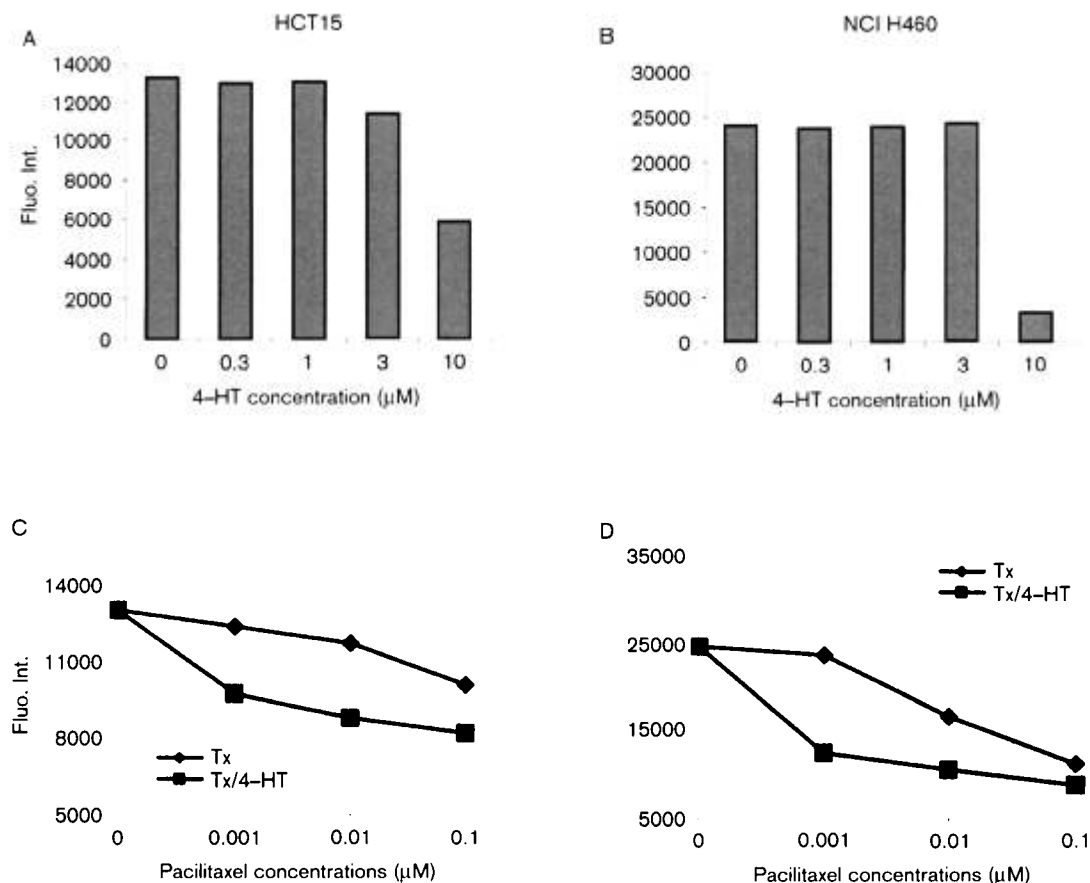 HCT15
A
14000
12000
10000
8000
6000
4000
2000
0
Fluo. Int.
0 0.3 1 3 10
4–HT concentration (µM)
NCI H460
B
30000
25000
20000
15000
10000
5000
0
0 0.3 1 3 10
4–HT concentration (µM)
C
14000
11000
8000
5000
Fluo. Int.
Tx
Tx/4–HT
0 0.001 0.01 0.1
Pacilitaxel concentrations (µM)
D
35000
25000
15000
5000
Tx
Tx/4–HT
0 0.001 0.01 0.1
Pacilitaxel concentrations (µM)